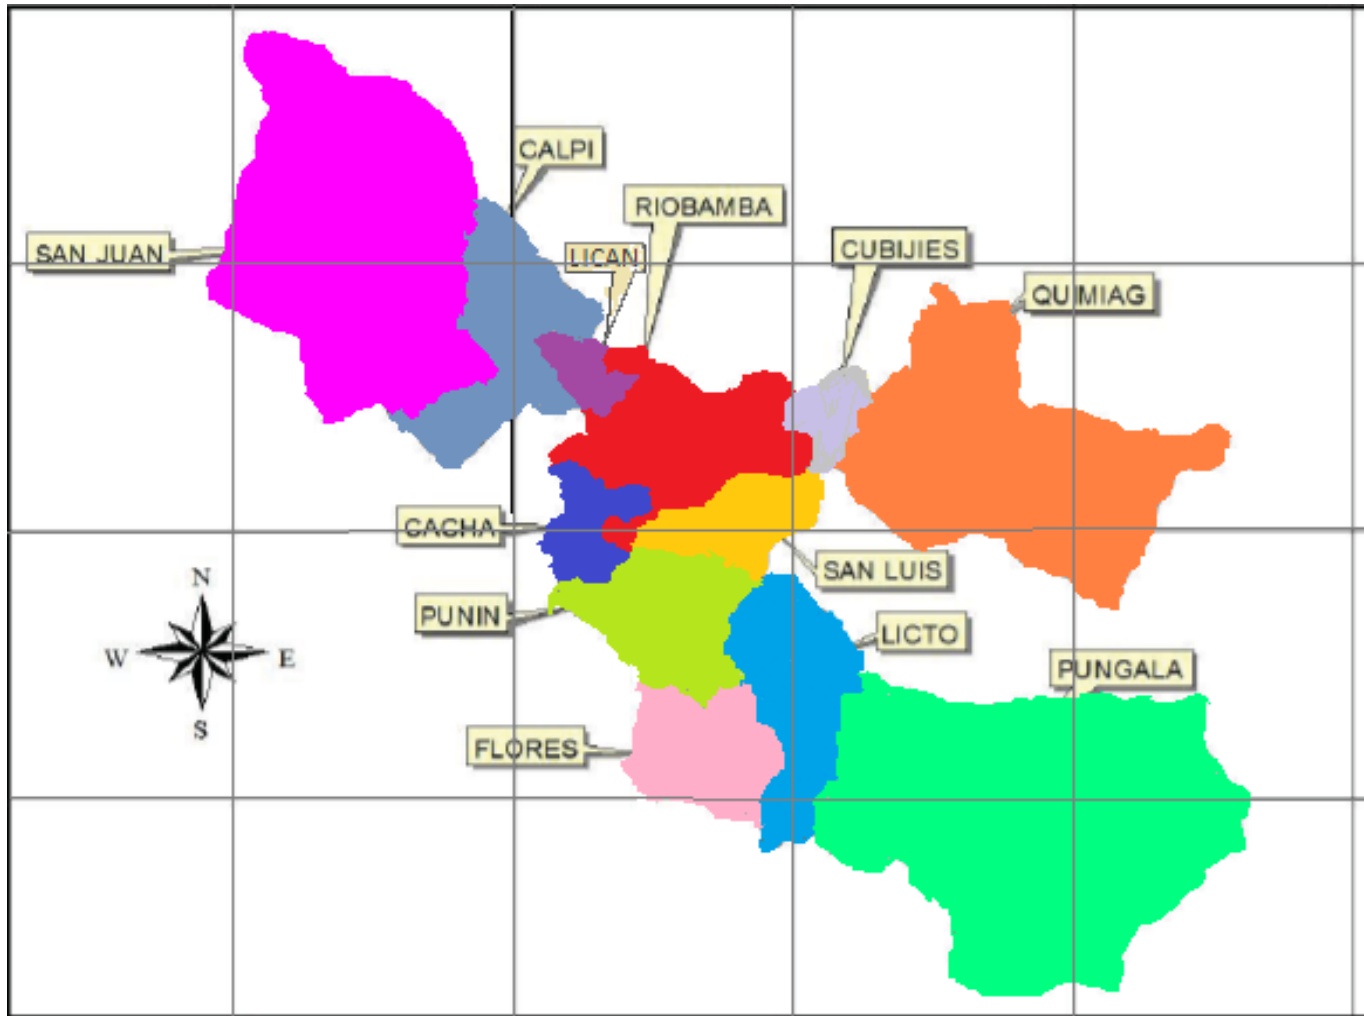 CALPI
RIOBAMBA
SAN JUAN
LICAN
CUBIJIES
QUIMIAG
CACHA
SAN LUIS
N
PUNIN
LICTO
W
E
PUNGALA
S
FLORES